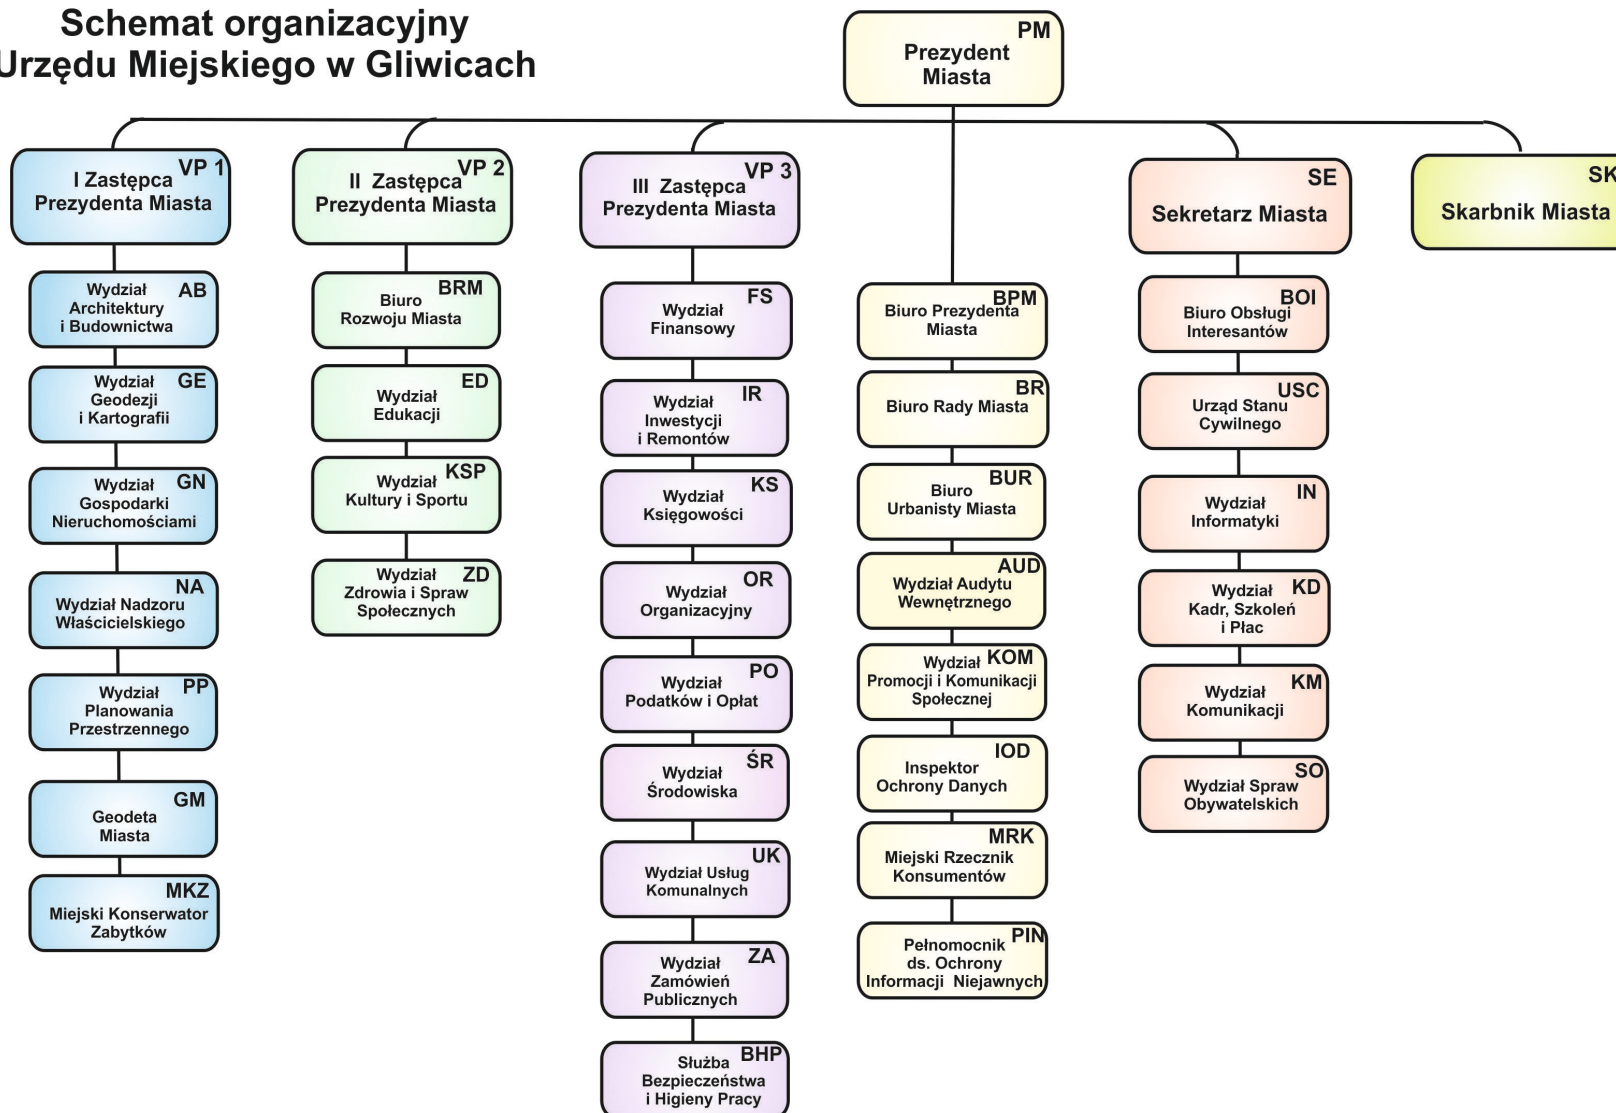 Schemat organizacyjny
Urzędu Miejskiego w Gliwicach
PM
Prezydent
Miasta
VP 1
I Zastępca
Prezydenta Miasta
AB
Wydział
Architektury
i Budownictwa
GE
Wydział
Geodezji
i Kartografii
GN
Wydział
Gospodarki
Nieruchomościami
NA
Wydział Nadzoru
Właścicielskiego
PP
Wydział
Planowania
Przestrzennego
GM
Geodeta
Miasta
MKZ
Miejski Konserwator
Zabytków
VP 2
II Zastępca
Prezydenta Miasta
BRM
Biuro
Rozwoju Miasta
ED
Wydział
Edukacji
KSP
Wydział
Kultury i Sportu
ZD
Wydział
Zdrowia i Spraw
Społecznych
VP 3
III Zastępca
Prezydenta Miasta
FS
Wydział
Finansowy
IR
Wydział
Inwestycji
i Remontów
KS
Wydział
Księgowości
OR
Wydział
Organizacyjny
PO
Wydział
Podatków i Opłat
ŚR
Wydział
Środowiska
UK
Wydział Usług
Komunalnych
ZA
Wydział
Zamówień
Publicznych
BHP
Służba
Bezpieczeństwa
i Higieny Pracy
BPM
Biuro Prezydenta
Miasta
BR
Biuro Rady Miasta
BUR
Biuro
Urbanisty Miasta
AUD
Wydział Audytu
Wewnętrznego
KOM
Wydział
Promocji i Komunikacji
Społecznej
IOD
Inspektor
Ochrony Danych
MRK
Miejski Rzecznik
Konsumentów
PIN
Pełnomocnik
ds. Ochrony
Informacji Niejawnych
SE
Sekretarz Miasta
BOI
Biuro Obsługi
Interesantów
USC
Urząd Stanu
Cywilnego
IN
Wydział
Informatyki
KD
Wydział
Kadr, Szkoleń
i Płac
KM
Wydział
Komunikacji
SO
Wydział Spraw
Obywatelskich
SK
Skarbnik Miasta